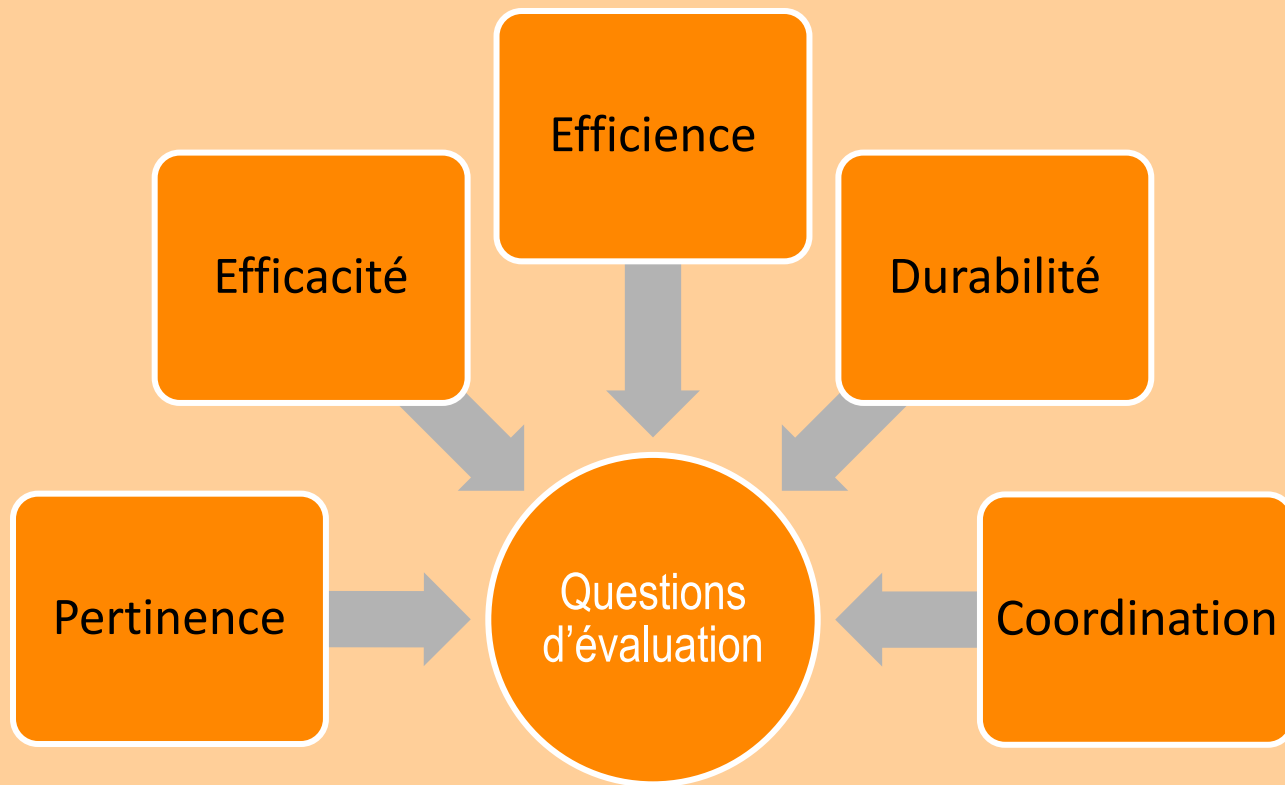 Efficience
Efficacité
Durabilité
Pertinence
Questions
d’évaluation
Coordination